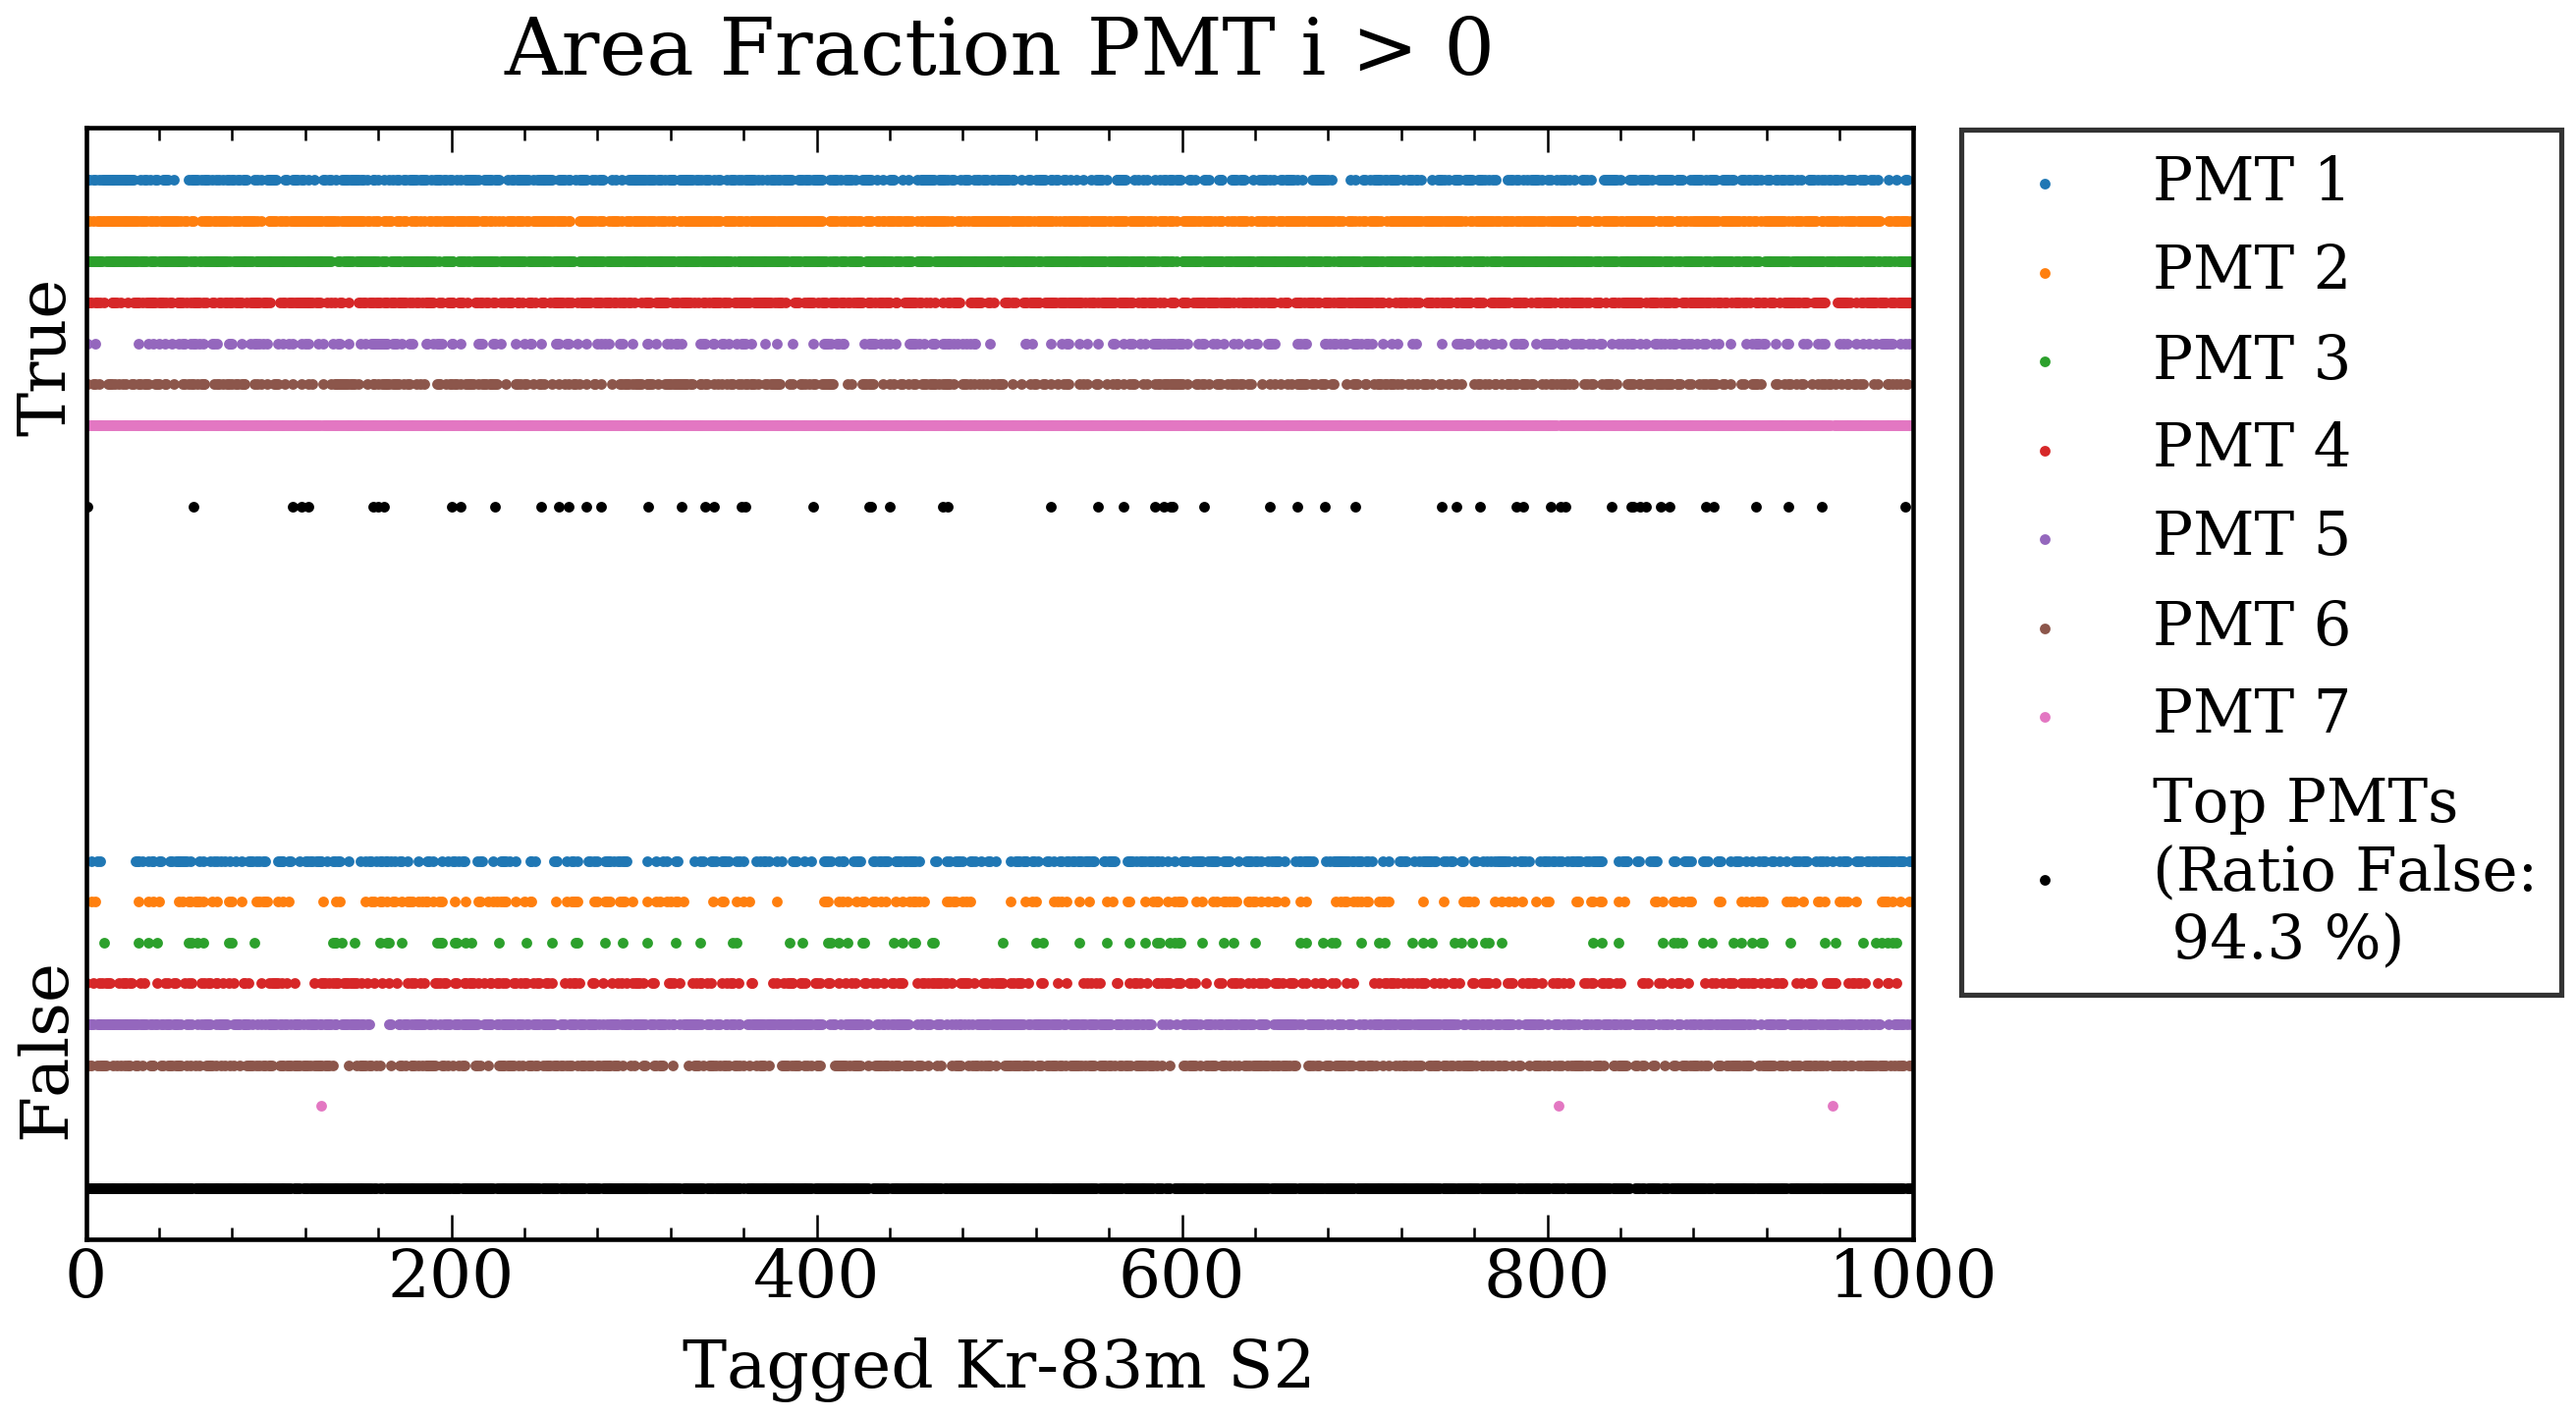 Area Fraction PMT i > 0
True
False
0
200
400
600
800
1000
Tagged Kr-83m S2
PMT 1
PMT 2
PMT 3
PMT 4
PMT 5
PMT 6
PMT 7
Top PMTs
(Ratio False:
94.3 %)